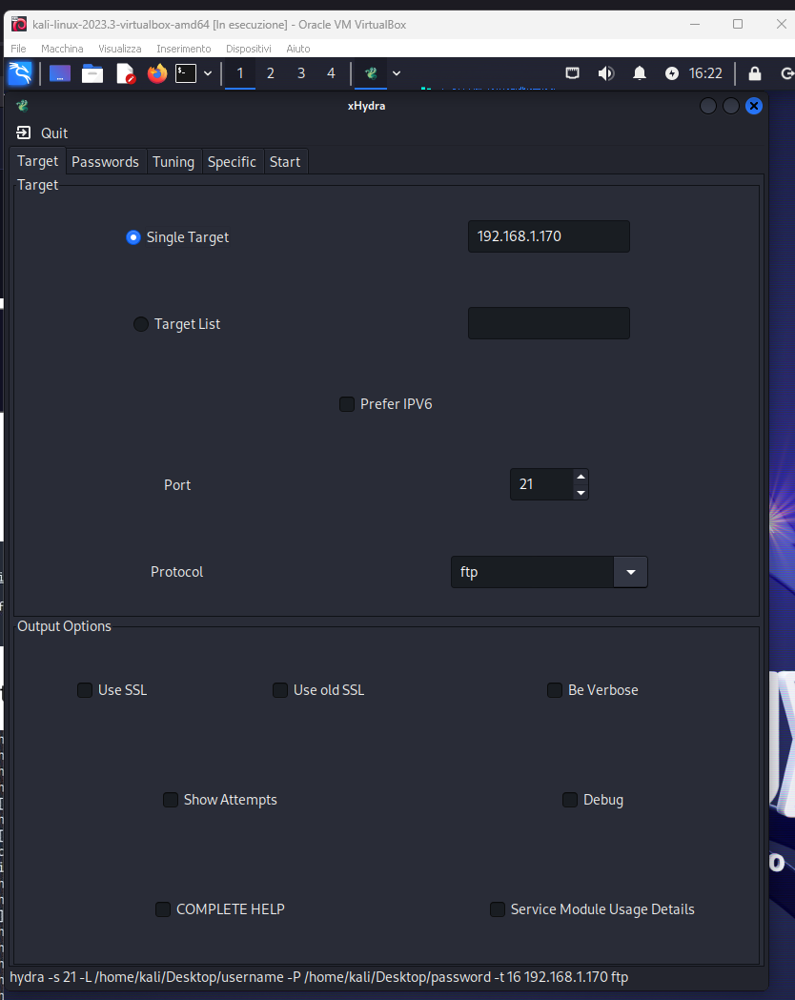 kali-linux-2023.3-virtualbox-amd64 [In esecuzione] - Oracle VM VirtualBox
File Macchina Visualizza Inserimento Dispositivi Aiuto
1 2 3 4 16:22
xHydra
Quit
Target Passwords Tuning Specific Start
Target
Single Target 192.168.1.170
Target List
Prefer IPV6
Port 21
Protocol ftp
Output Options
Use SSL Use old SSL Be Verbose
Show Attempts Debug
COMPLETE HELP Service Module Usage Details
hydra -s 21 -L /home/kali/Desktop/username -P /home/kali/Desktop/password -t 16 192.168.1.170 ftp